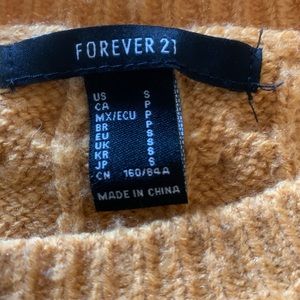 FOREVER 21
US S
CA P
MX/ECU P
BR P
EU S
UK S
KR S
JP S
CN 160/84A
MADE IN CHINA